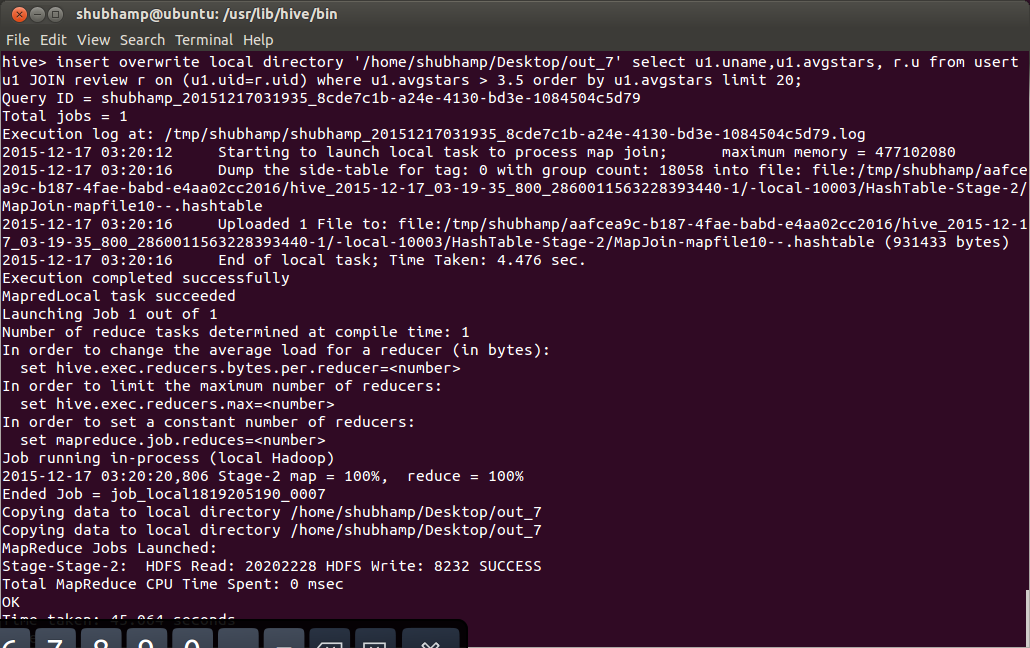 shubhamp@ubuntu: /usr/lib/hive/bin
File Edit View Search Terminal Help
hive> insert overwrite local directory '/home/shubhamp/Desktop/out_7' select u1.uname,u1.avgstars, r.u from usert
u1 JOIN review r on (u1.uid=r.uid) where u1.avgstars > 3.5 order by u1.avgstars limit 20;
Query ID = shubhamp_20151217031935_8cde7c1b-a24e-4130-bd3e-1084504c5d79
Total jobs = 1
Execution log at: /tmp/shubhamp/shubhamp_20151217031935_8cde7c1b-a24e-4130-bd3e-1084504c5d79.log
2015-12-17 03:20:12     Starting to launch local task to process map join;      maximum memory = 477102080
2015-12-17 03:20:16     Dump the side-table for tag: 0 with group count: 18058 into file: file:/tmp/shubhamp/aafce
a9c-b187-4fae-babd-e4aa02cc2016/hive_2015-12-17_03-19-35_800_2860011563228393440-1/-local-10003/HashTable-Stage-2/
MapJoin-mapfile10--.hashtable
2015-12-17 03:20:16     Uploaded 1 File to: file:/tmp/shubhamp/aafcea9c-b187-4fae-babd-e4aa02cc2016/hive_2015-12-1
7_03-19-35_800_2860011563228393440-1/-local-10003/HashTable-Stage-2/MapJoin-mapfile10--.hashtable (931433 bytes)
2015-12-17 03:20:16     End of local task; Time Taken: 4.476 sec.
Execution completed successfully
MapredLocal task succeeded
Launching Job 1 out of 1
Number of reduce tasks determined at compile time: 1
In order to change the average load for a reducer (in bytes):
  set hive.exec.reducers.bytes.per.reducer=<number>
In order to limit the maximum number of reducers:
  set hive.exec.reducers.max=<number>
In order to set a constant number of reducers:
  set mapreduce.job.reduces=<number>
Job running in-process (local Hadoop)
2015-12-17 03:20:20,806 Stage-2 map = 100%,  reduce = 100%
Ended Job = job_local1819205190_0007
Copying data to local directory /home/shubhamp/Desktop/out_7
Copying data to local directory /home/shubhamp/Desktop/out_7
MapReduce Jobs Launched:
Stage-Stage-2:  HDFS Read: 20202228 HDFS Write: 8232 SUCCESS
Total MapReduce CPU Time Spent: 0 msec
OK
Time taken: 45.064 seconds
6 7 8 9 0